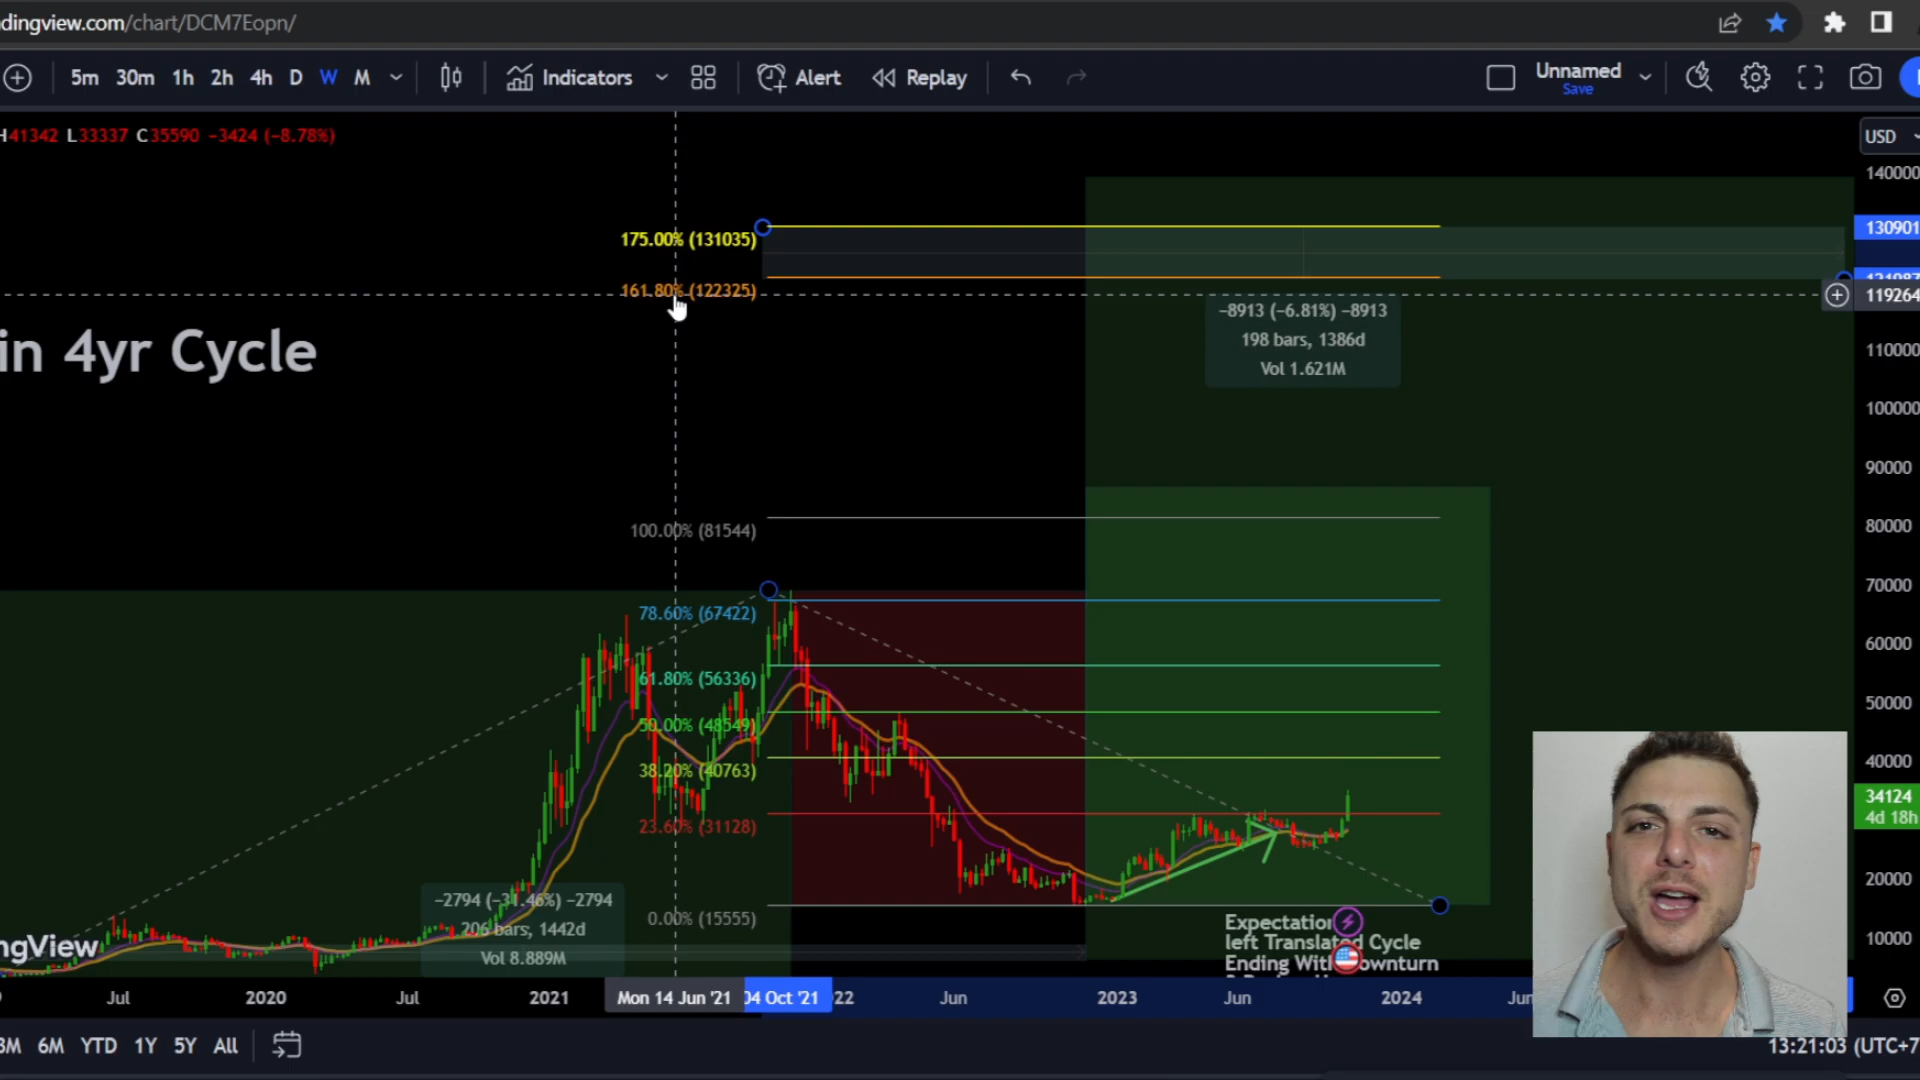 dingview.com/chart/DCM7Eopn/
5m 30m 1h 2h 4h D W M Indicators Alert Replay Unnamed
Save
H41342 L33337 C35590 −3424 (−8.78%)
USD
140000
175.00% (131035)
130901
161.80% (122325)
119264
−8913 (−6.81%) −8913
198 bars, 1386d
Vol 1.621M
in 4yr Cycle
110000
100000
90000
100.00% (81544)
80000
78.60% (67422)
70000
60000
61.80% (56336)
50.00% (48549)
50000
38.20% (40763)
40000
34124
4d 18h
23.60% (31128)
20000
−2794 (−31.46%) −2794
206 bars, 1442d
Vol 8.889M
0.00% (15555)
Expectation
left Translated Cycle
Ending With Downturn
10000
ngView
Jul 2020 Jul 2021 Mon 14 Jun '21 04 Oct '21 22 Jun 2023 Jun 2024
3M 6M YTD 1Y 5Y All
13:21:03 (UTC+7